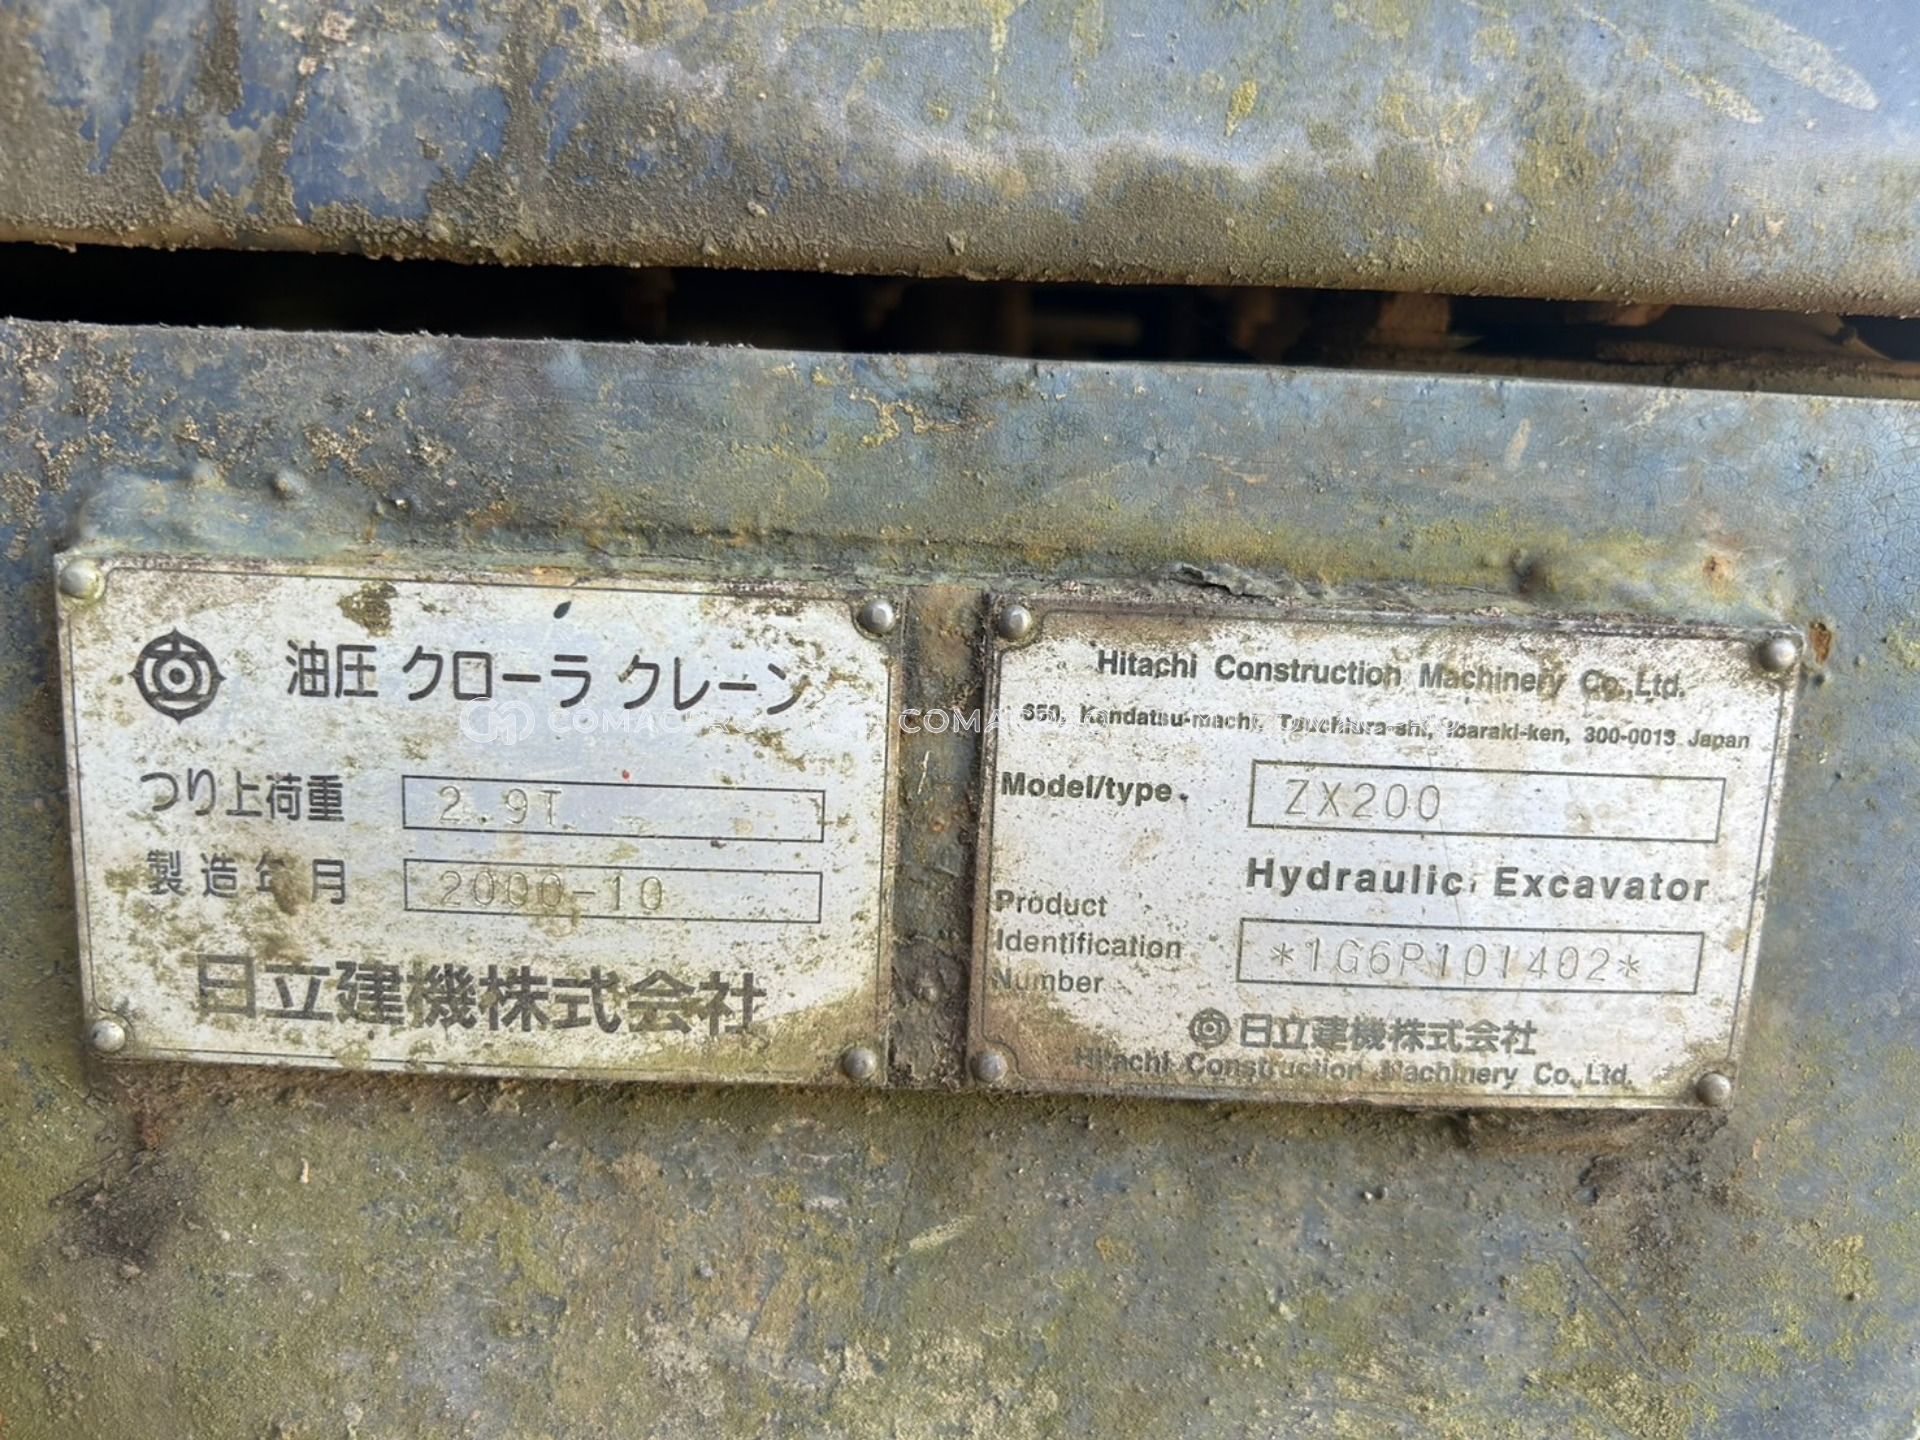 油圧 クローラ クレーン
つり上荷重 2.9T
製造年月 2000-10
日立建機株式会社
Hitachi Construction Machinery Co.,Ltd.
650, Kandatsu-machi, Tsuchiura-shi, Ibaraki-ken, 300-0013 Japan
Model/type ZX200
Hydraulic Excavator
Product
Identification
Number
*1G6P101402*
日立建機株式会社
Hitachi Construction Machinery Co.,Ltd.